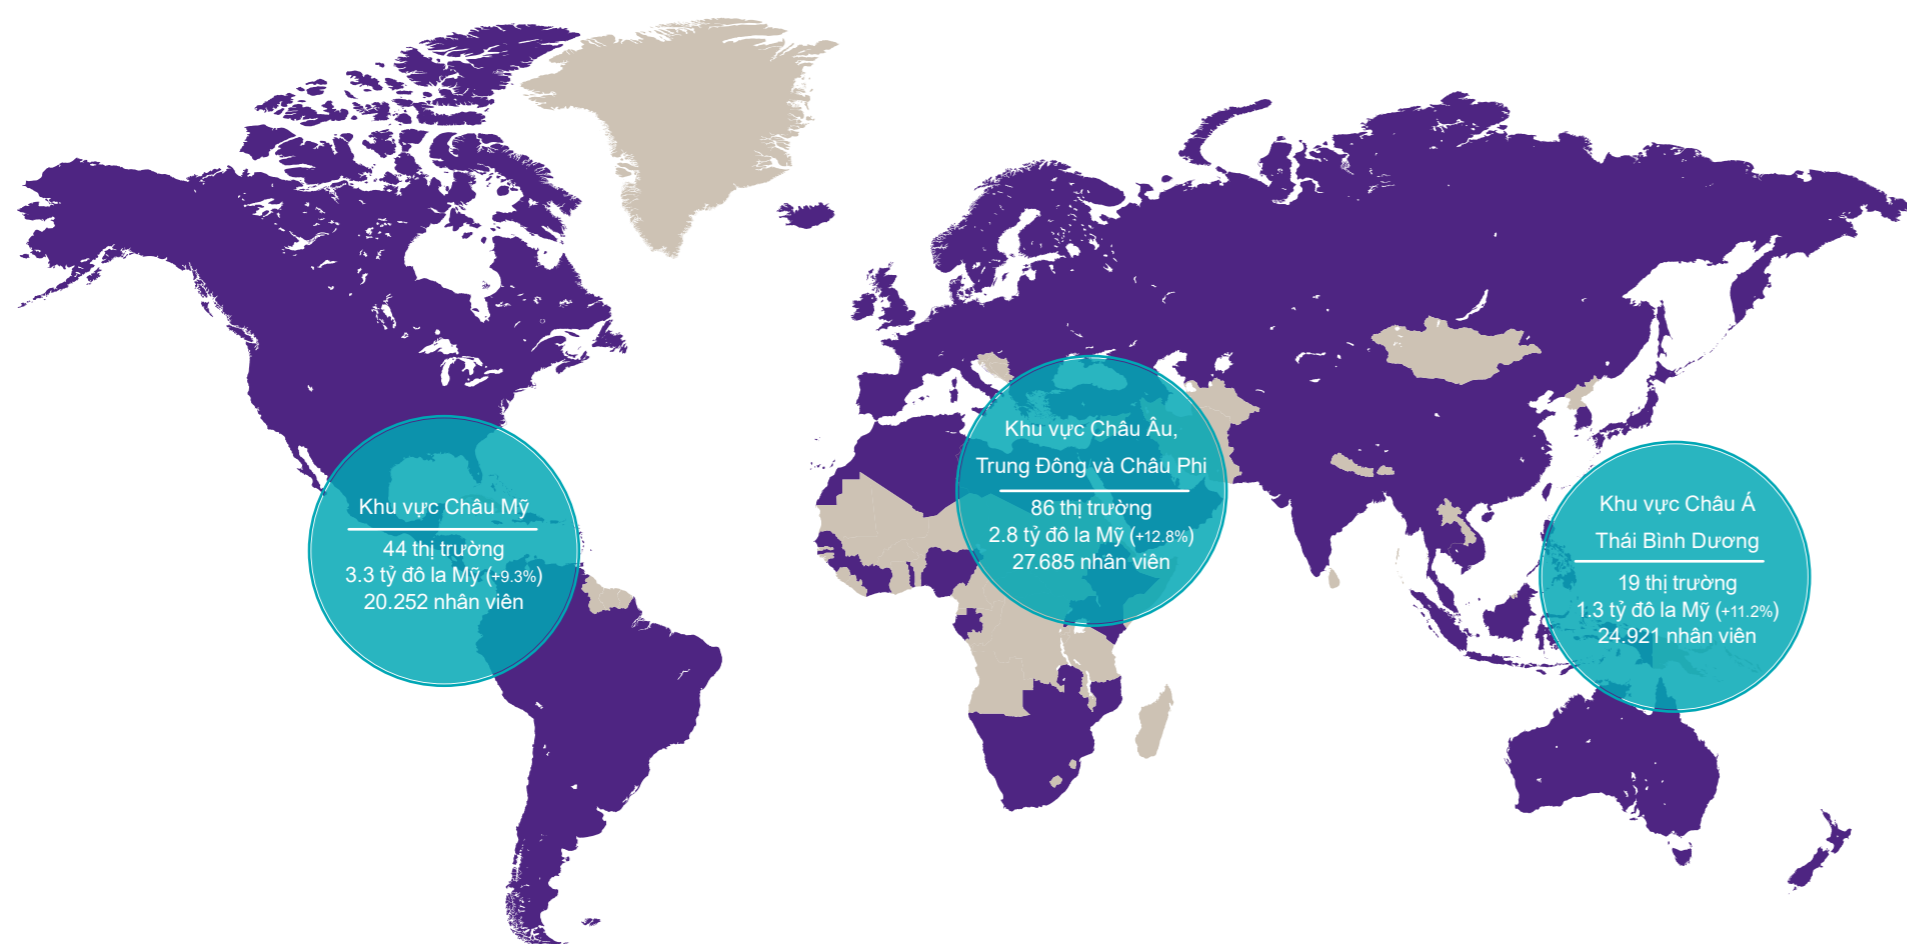 Khu vực Châu Mỹ
44 thị trường
3.3 tỷ đô la Mỹ (+9.3%)
20.252 nhân viên
Khu vực Châu Âu,
Trung Đông và Châu Phi
86 thị trường
2.8 tỷ đô la Mỹ (+12.8%)
27.685 nhân viên
Khu vực Châu Á
Thái Bình Dương
19 thị trường
1.3 tỷ đô la Mỹ (+11.2%)
24.921 nhân viên